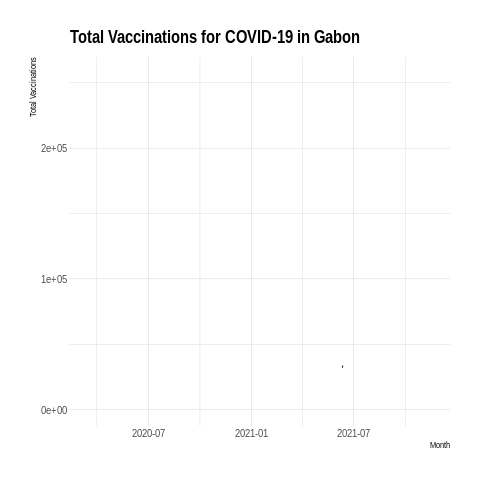 Total Vaccinations for COVID-19 in Gabon
Total Vaccinations
2e+05
1e+05
0e+00
2020-07 2021-01 2021-07
Month